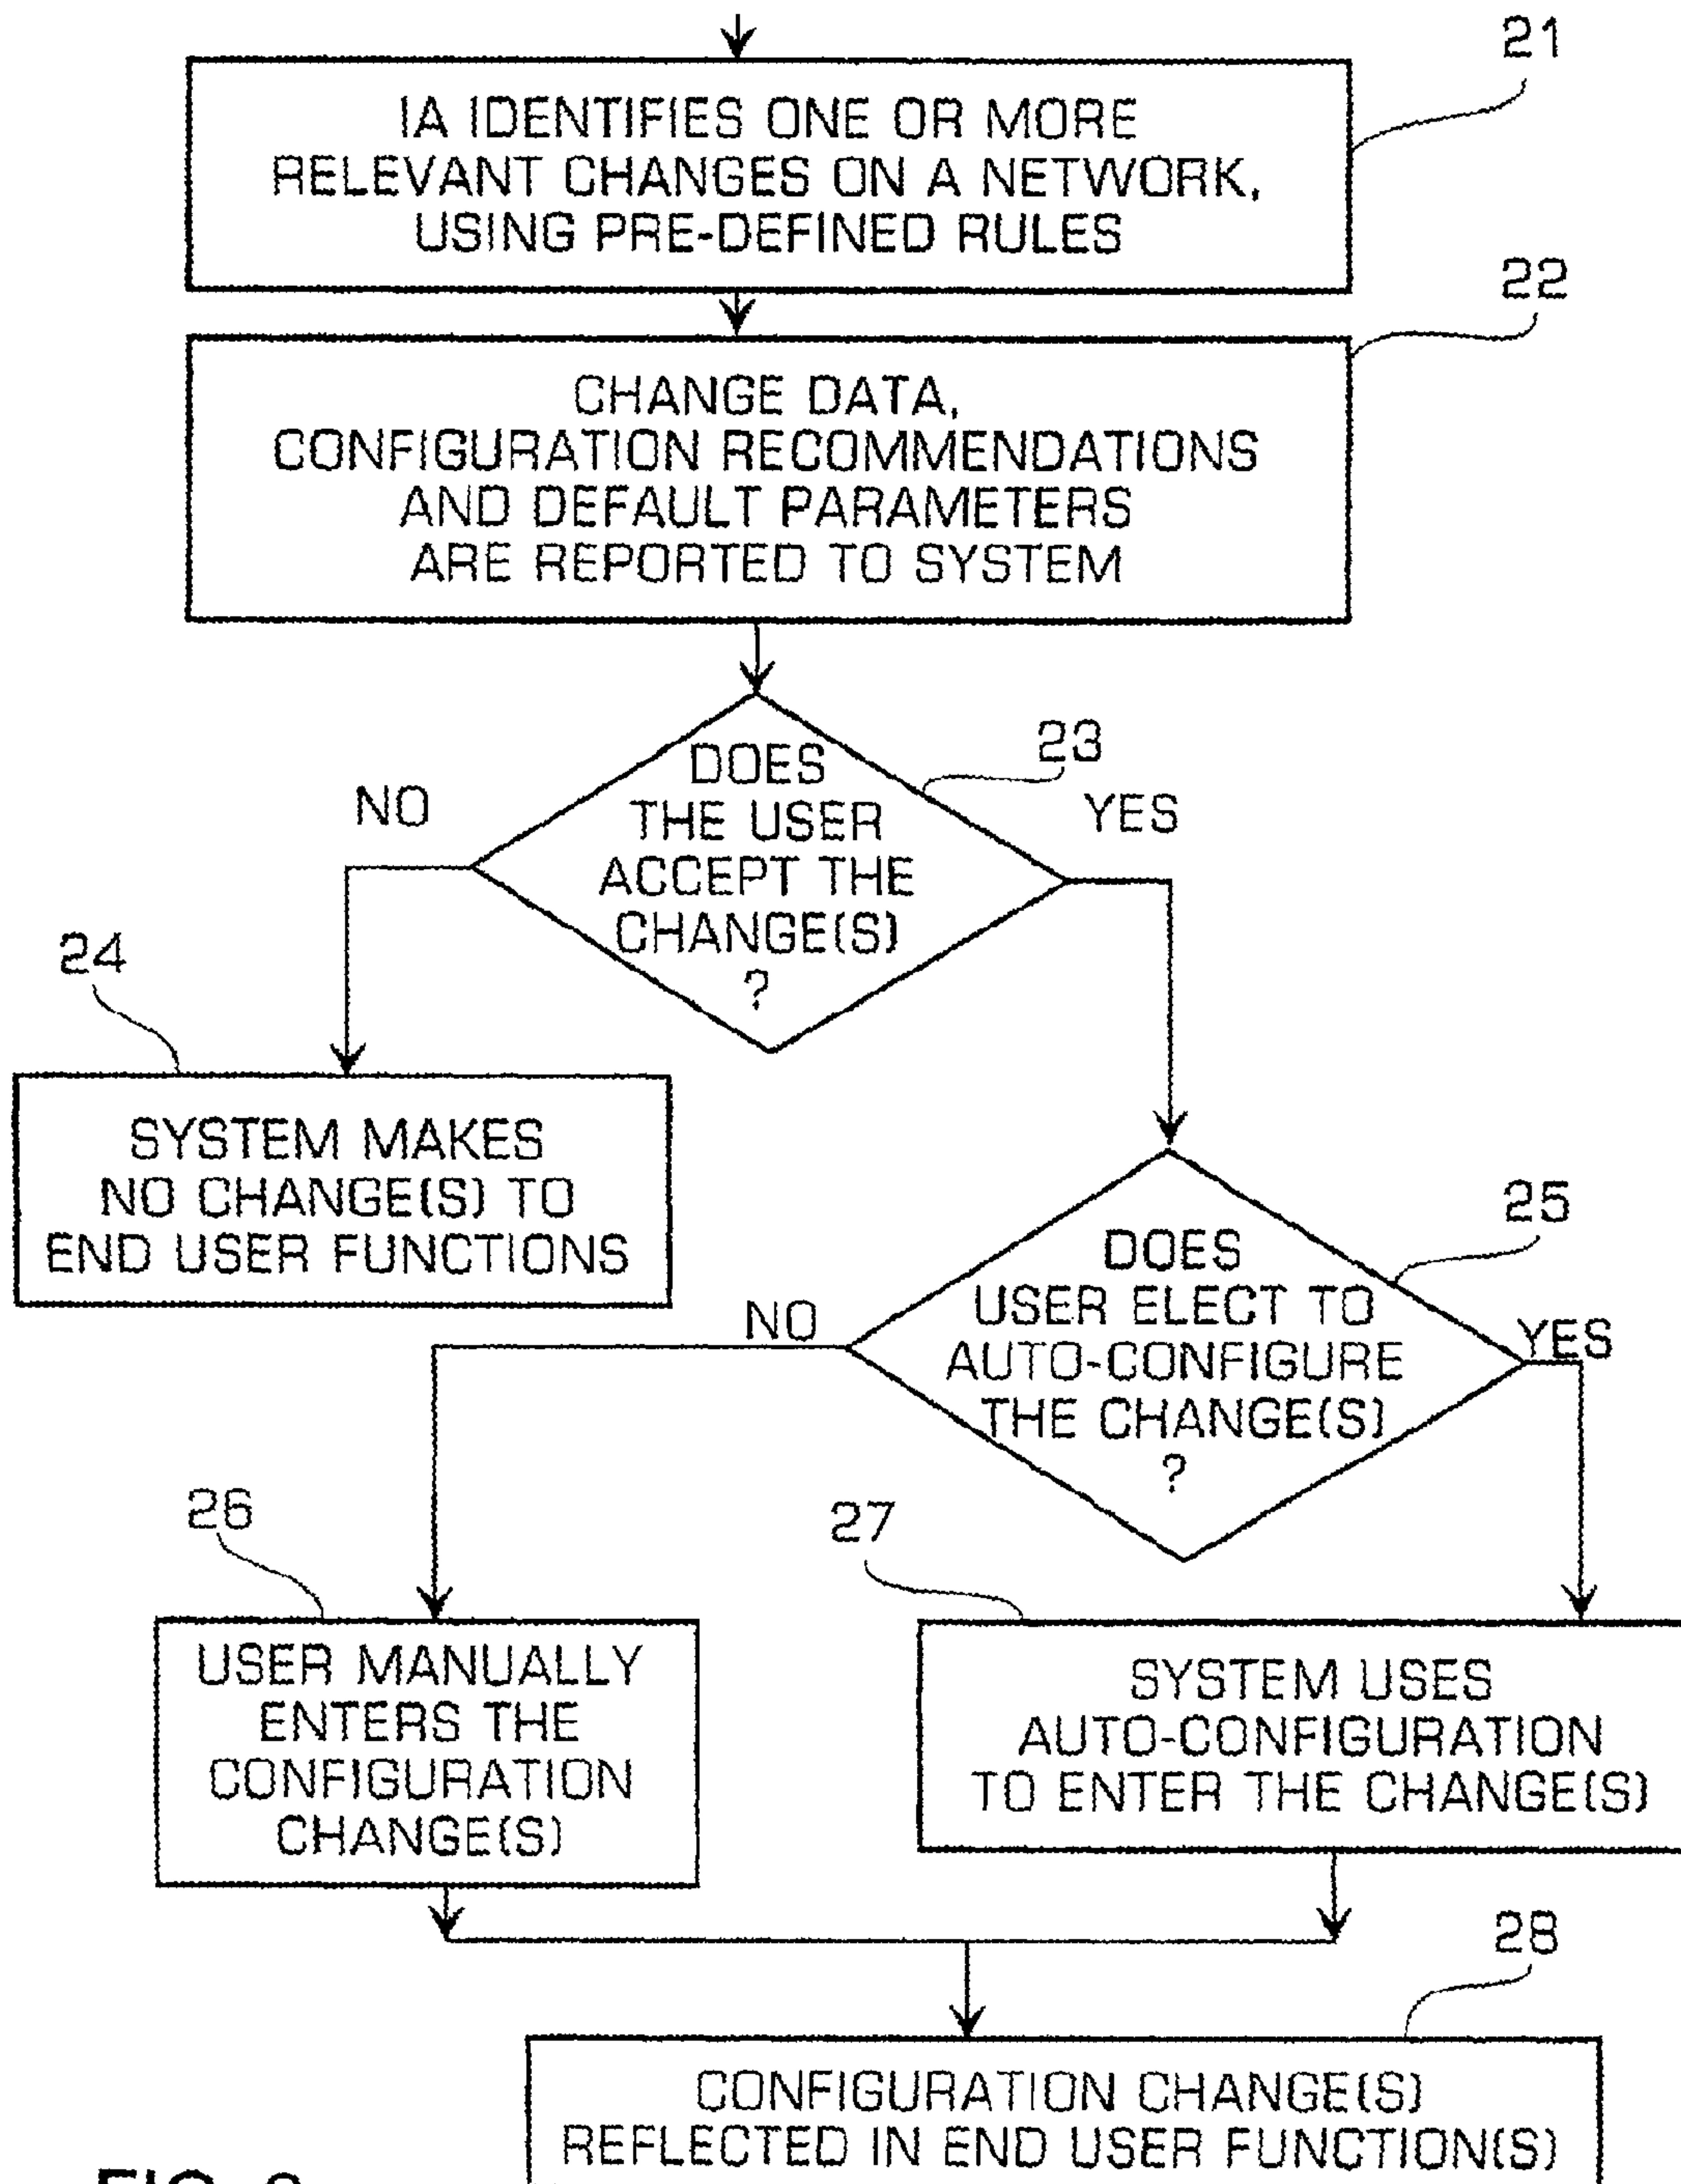 21
IA IDENTIFIES ONE OR MORE
RELEVANT CHANGES ON A NETWORK,
USING PRE-DEFINED RULES
22
CHANGE DATA,
CONFIGURATION RECOMMENDATIONS
AND DEFAULT PARAMETERS
ARE REPORTED TO SYSTEM
23
DOES
THE USER
ACCEPT THE
CHANGE(S)
?
NO
YES
24
SYSTEM MAKES
NO CHANGE(S) TO
END USER FUNCTIONS
25
DOES
USER ELECT TO
AUTO-CONFIGURE
THE CHANGE(S)
?
NO
YES
26
USER MANUALLY
ENTERS THE
CONFIGURATION
CHANGE(S)
27
SYSTEM USES
AUTO-CONFIGURATION
TO ENTER THE CHANGE(S)
28
CONFIGURATION CHANGE(S)
REFLECTED IN END USER FUNCTION(S)
FIG.